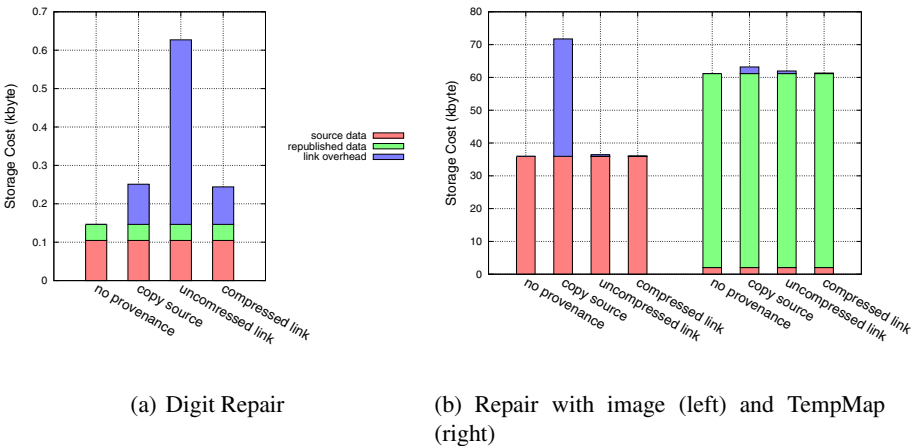 0.7
0.6
0.5
0.4
0.3
0.2
0.1
0
Storage Cost (kbyte)
no provenance
copy source
uncompressed link
compressed link
source data
republished data
link overhead
80
70
60
50
40
30
20
10
0
Storage Cost (kbyte)
no provenance
copy source
uncompressed link
compressed link
no provenance
copy source
uncompressed link
compressed link
(a) Digit Repair
(b) Repair with image (left) and TempMap
(right)